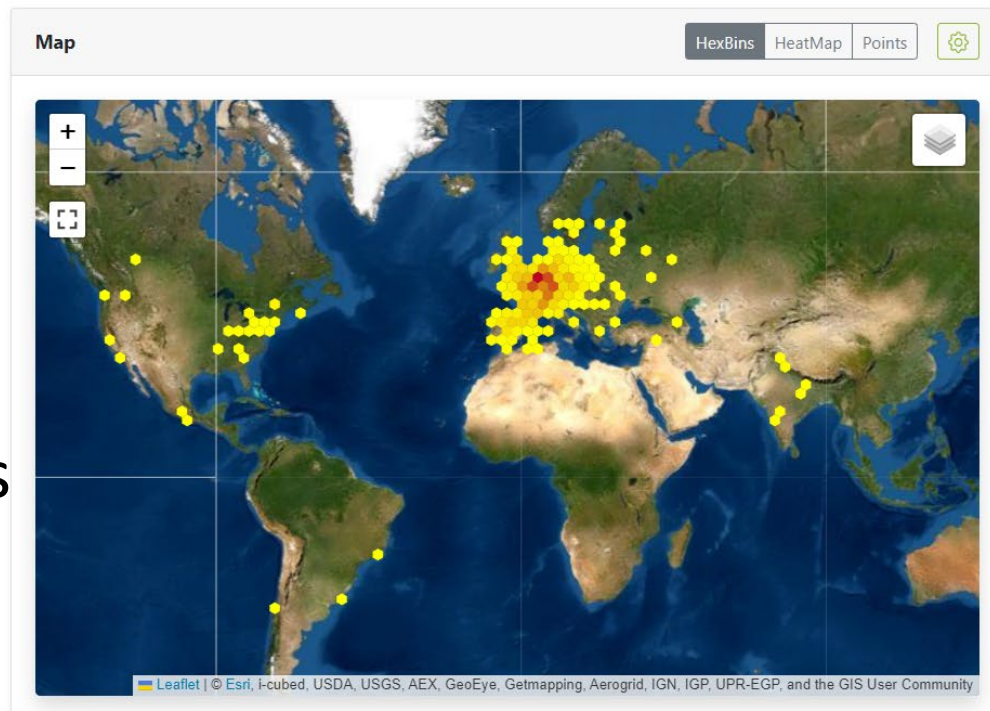 Map
HexBins HeatMap Points
+
−
s
Leaflet | © Esri, i-cubed, USDA, USGS, AEX, GeoEye, Getmapping, Aerogrid, IGN, IGP, UPR-EGP, and the GIS User Community